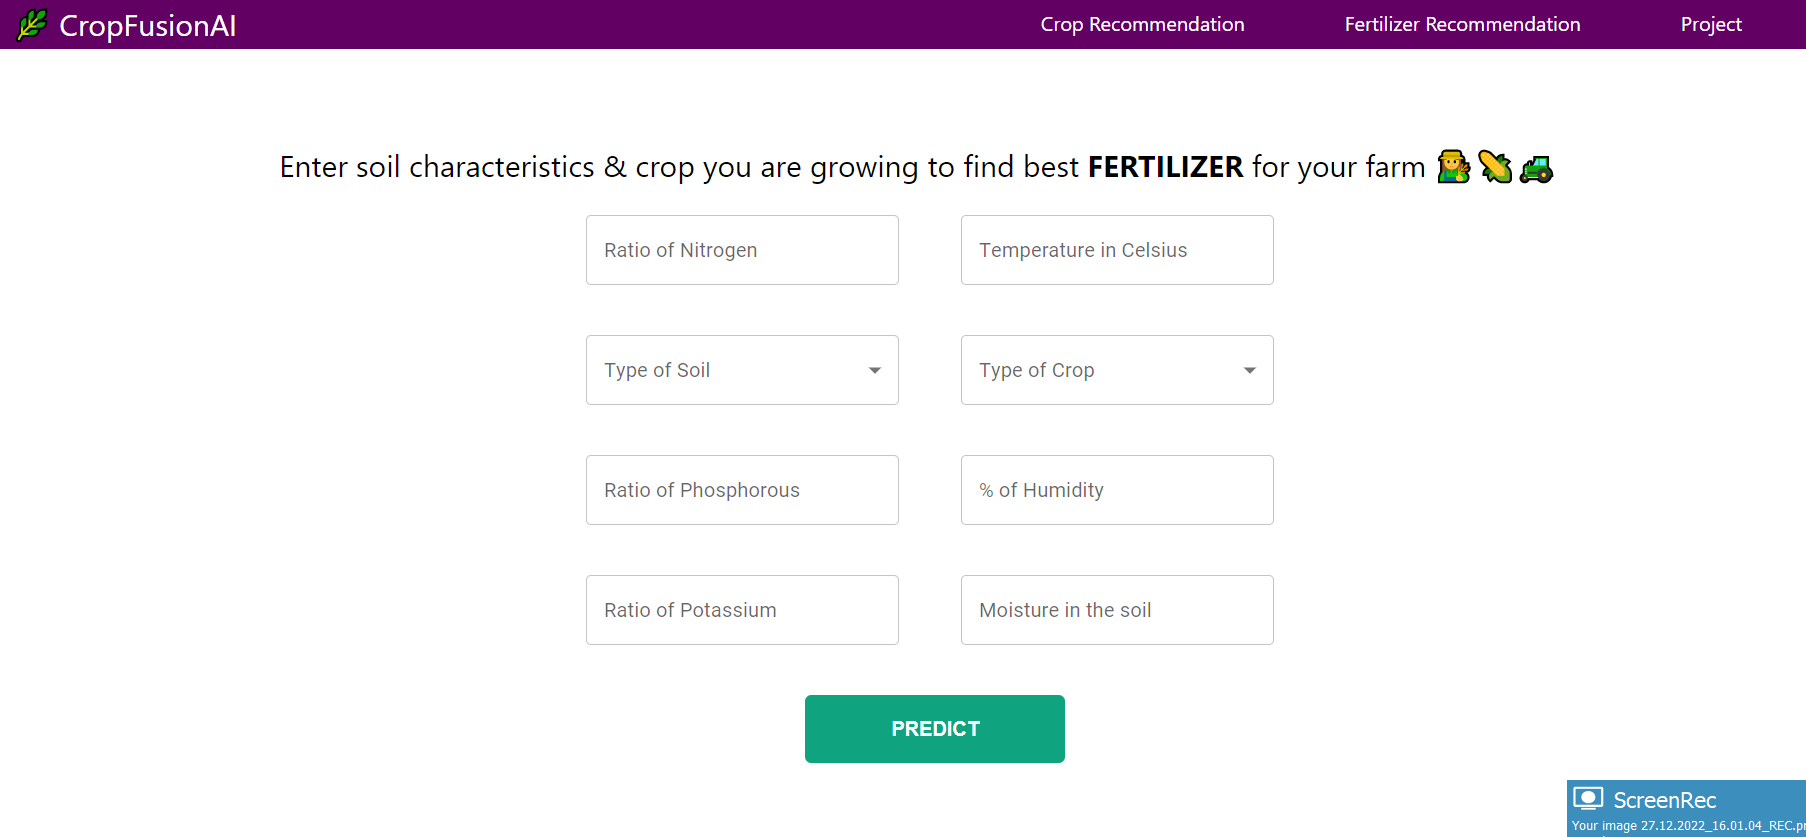 CropFusionAI
Crop Recommendation
Fertilizer Recommendation
Project
Enter soil characteristics & crop you are growing to find best FERTILIZER for your farm
Ratio of Nitrogen
Temperature in Celsius
Type of Soil
Type of Crop
Ratio of Phosphorous
% of Humidity
Ratio of Potassium
Moisture in the soil
PREDICT
ScreenRec
Your image 27.12.2022_16.01.04_REC.p